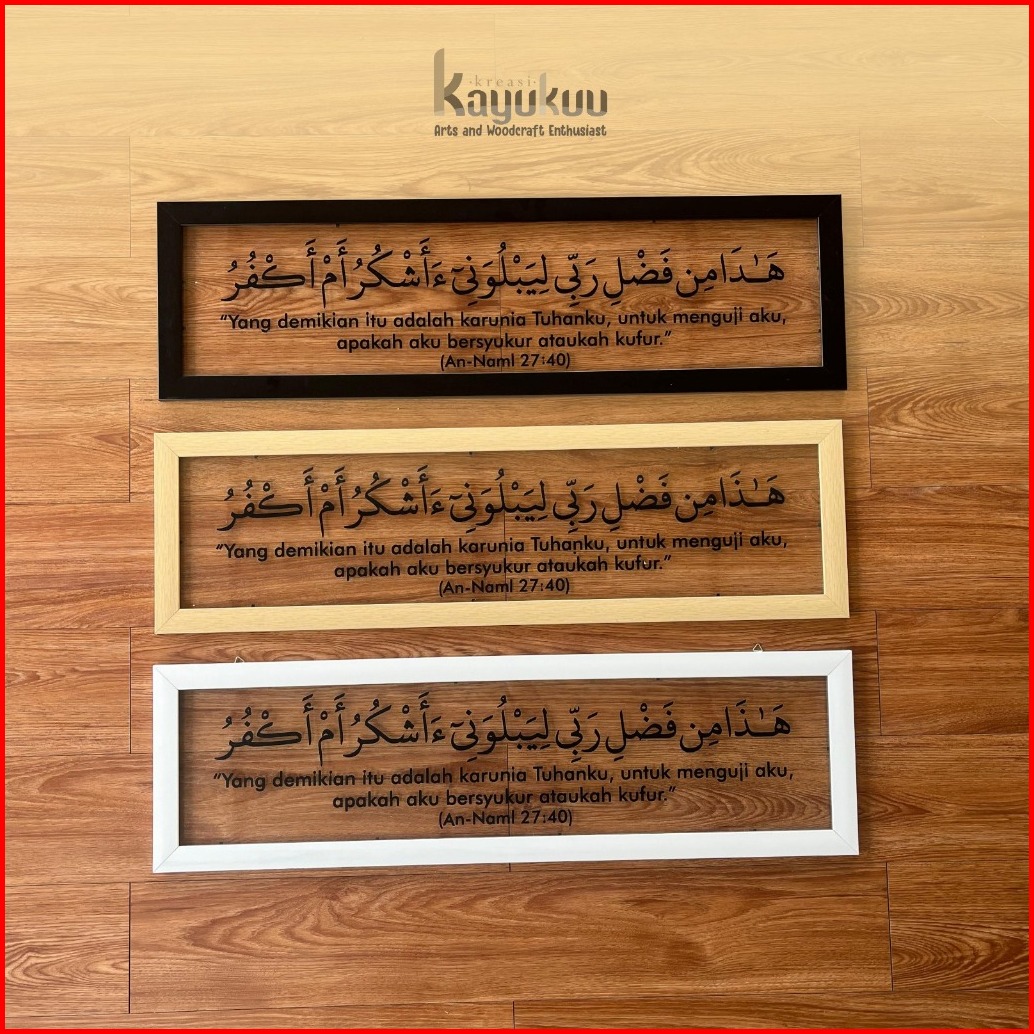 kreasi
Kayukuu
Arts and Woodcraft Enthusiast
هَـٰدَا مِن فَضْلِ رَبِّي لِيَبْلُوَنِيٓ ءَأَشْكُرُ أَمْ أَكْفُرُ
“Yang demikian itu adalah karunia Tuhanku, untuk menguji aku,
apakah aku bersyukur ataukah kufur.”
(An-Naml 27:40)
هَـٰذَا مِن فَضْلِ رَبِّي لِيَبْلُوَنِيٓ ءَأَشْكُرُ أَمْ أَكْفُرُ
“Yang demikian itu adalah karunia Tuhanku, untuk menguji aku,
apakah aku bersyukur ataukah kufur.”
(An-Naml 27:40)
هَـٰذَا مِن فَضْلِ رَبِّي لِيَبْلُوَنِيٓ ءَأَشْكُرُ أَمْ أَكْفُرُ
“Yang demikian itu adalah karunia Tuhanku, untuk menguji aku,
apakah aku bersyukur ataukah kufur.”
(An-Naml 27:40)